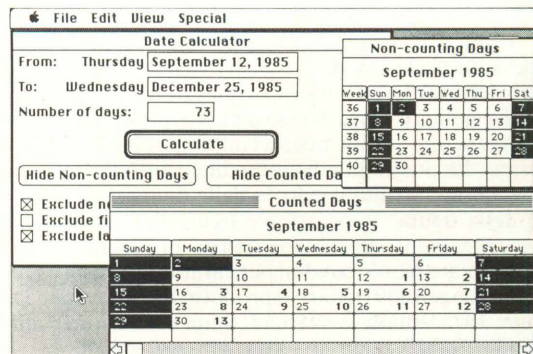 File Edit View Special
Date Calculator
From: Thursday September 12, 1985
To: Wednesday December 25, 1985
Number of days: 73
Calculate
Hide Non-counting Days
Hide Counted Da
Exclude n
Exclude fi
Exclude la
Non-counting Days
September 1985
Week Sun Mon Tue Wed Thu Fri Sat
36 1 2 3 4 5 6 7
37 8 9 10 11 12 13 14
38 15 16 17 18 19 20 21
39 22 23 24 25 26 27 28
40 29 30
Counted Days
September 1985
Sunday Monday Tuesday Wednesday Thursday Friday Saturday
1 2 3 4 5 6 7
8 9 10 11 12 1 13 2 14
15 16 3 17 4 18 5 19 6 20 7 21
22 23 8 24 9 25 10 26 11 27 12 28
29 30 13